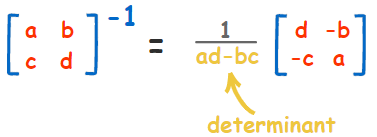 [a b
c d]⁻¹ = 1/ad-bc [d -b
-c a]
determinant